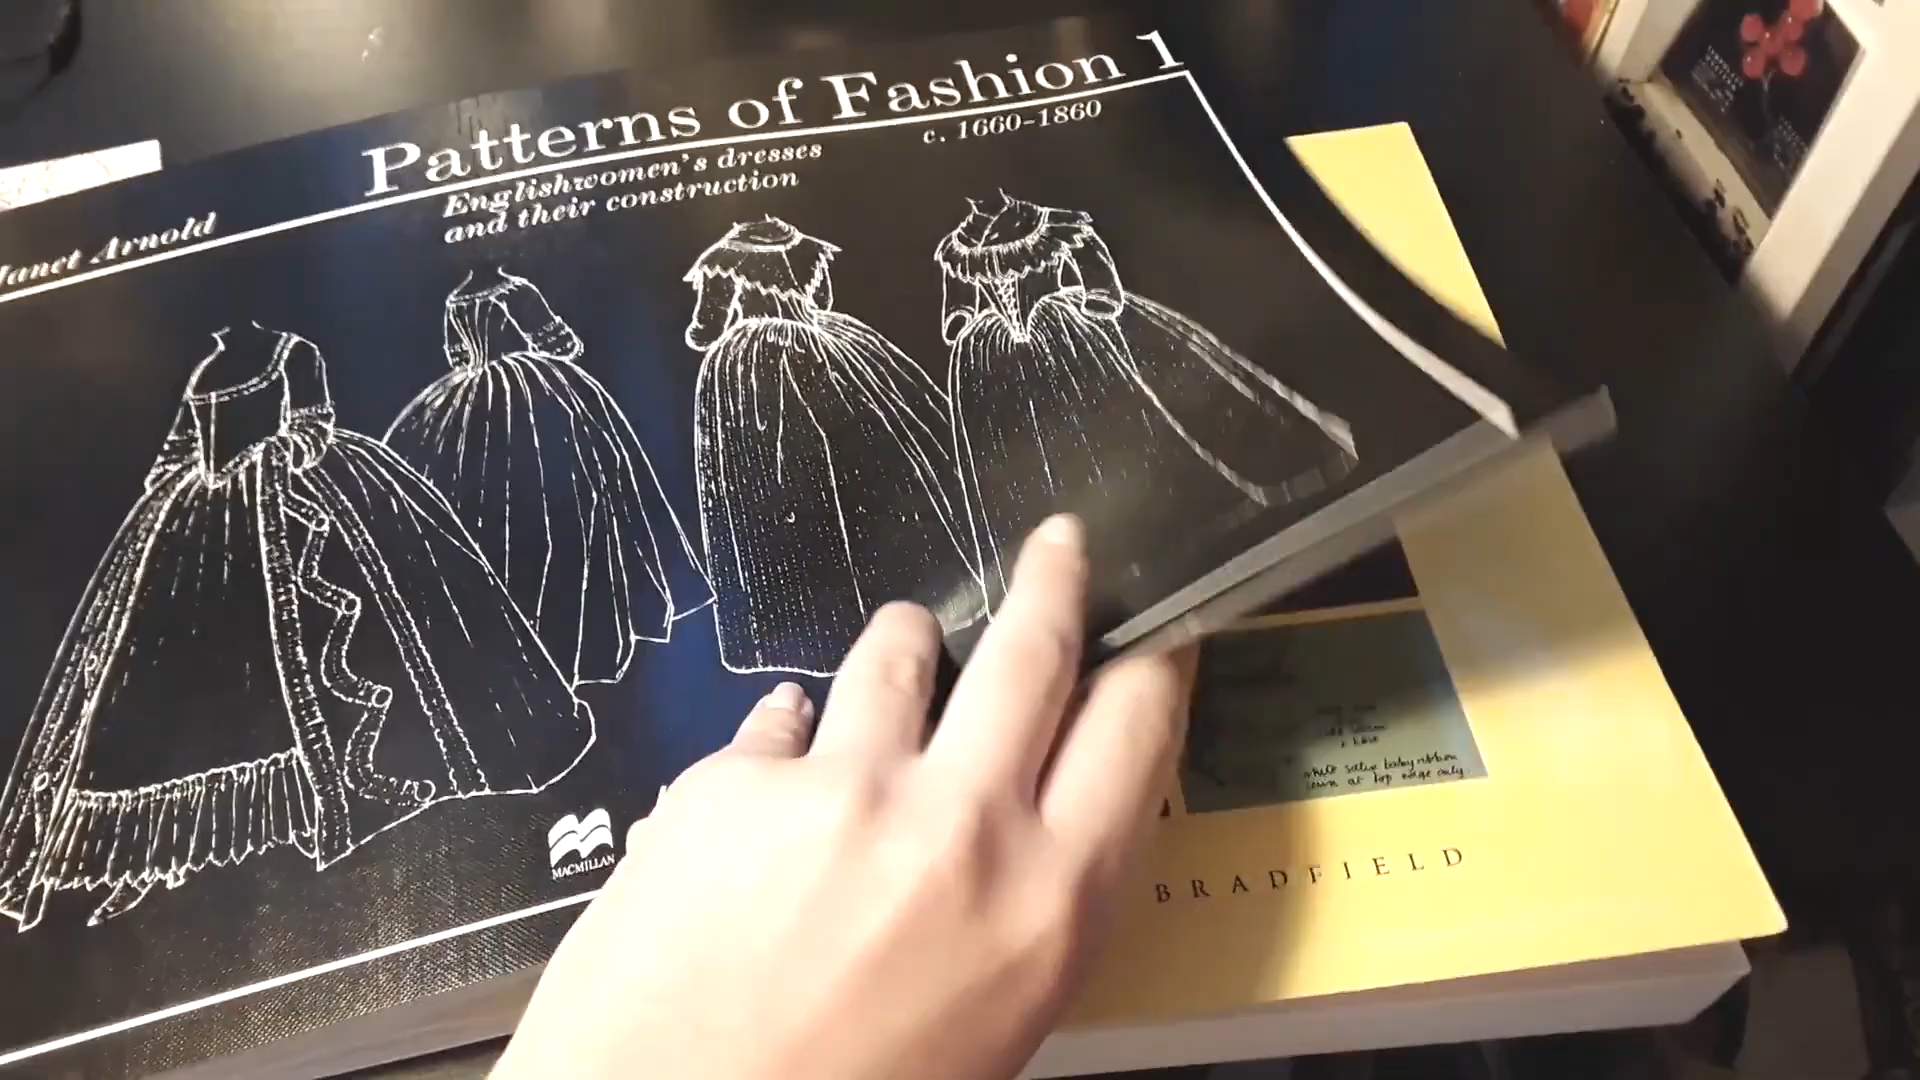 Patterns of Fashion 1
Englishwomen's dresses
and their construction
c. 1660-1860
Janet Arnold
MACMILLAN
white satin baby ribbon
sewn at top edge only
BRADFIELD